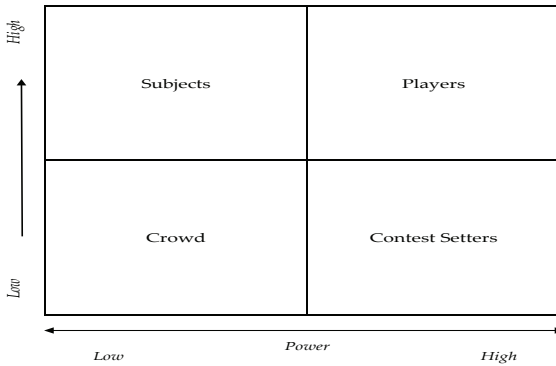 High
Subjects
Players
Crowd
Contest Setters
Low
Power
Low
High